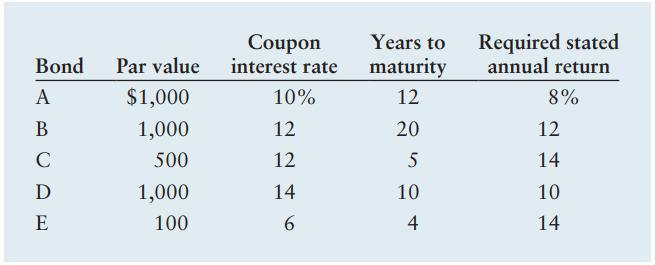 Coupon Years to Required stated
Bond Par value interest rate maturity annual return
A $1,000 10% 12 8%
B 1,000 12 20 12
C 500 12 5 14
D 1,000 14 10 10
E 100 6 4 14